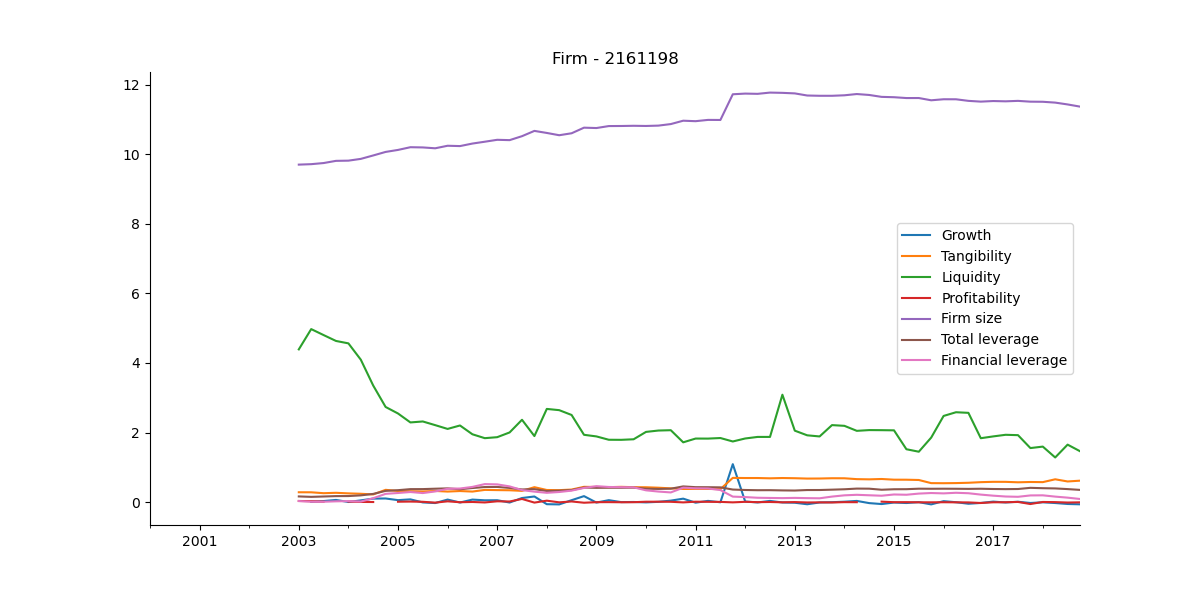 Firm - 2161198
12
10
8
6
4
2
0
Growth
Tangibility
Liquidity
Profitability
Firm size
Total leverage
Financial leverage
2001 2003 2005 2007 2009 2011 2013 2015 2017